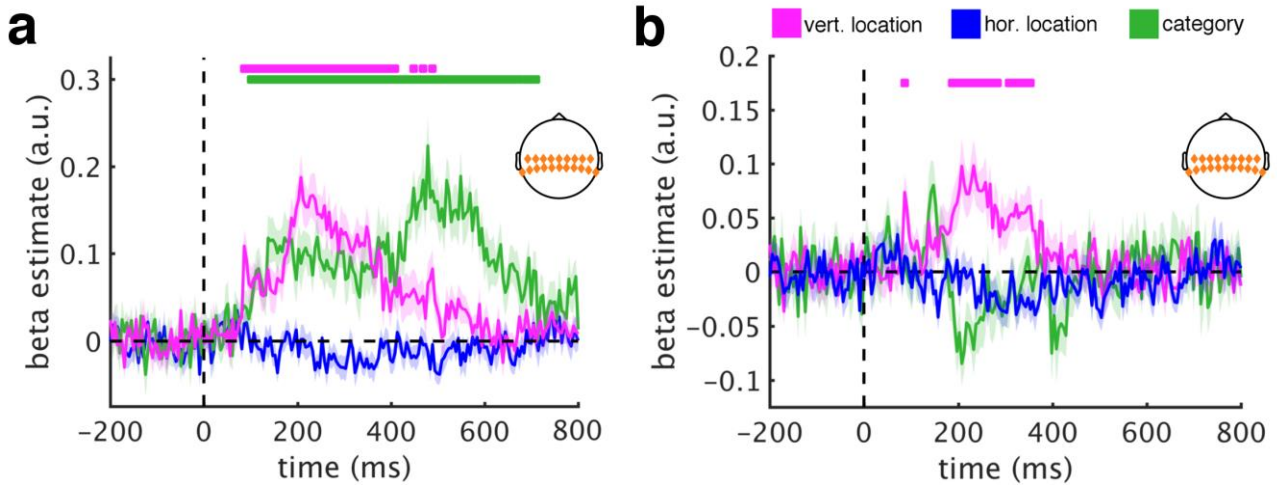 a
b
vert. location
hor. location
category
beta estimate (a.u.)
0.3
0.2
0.1
0
−200
0
200
400
600
800
time (ms)
beta estimate (a.u.)
0.2
0.15
0.1
0.05
0
−0.05
−0.1
−200
0
200
400
600
800
time (ms)